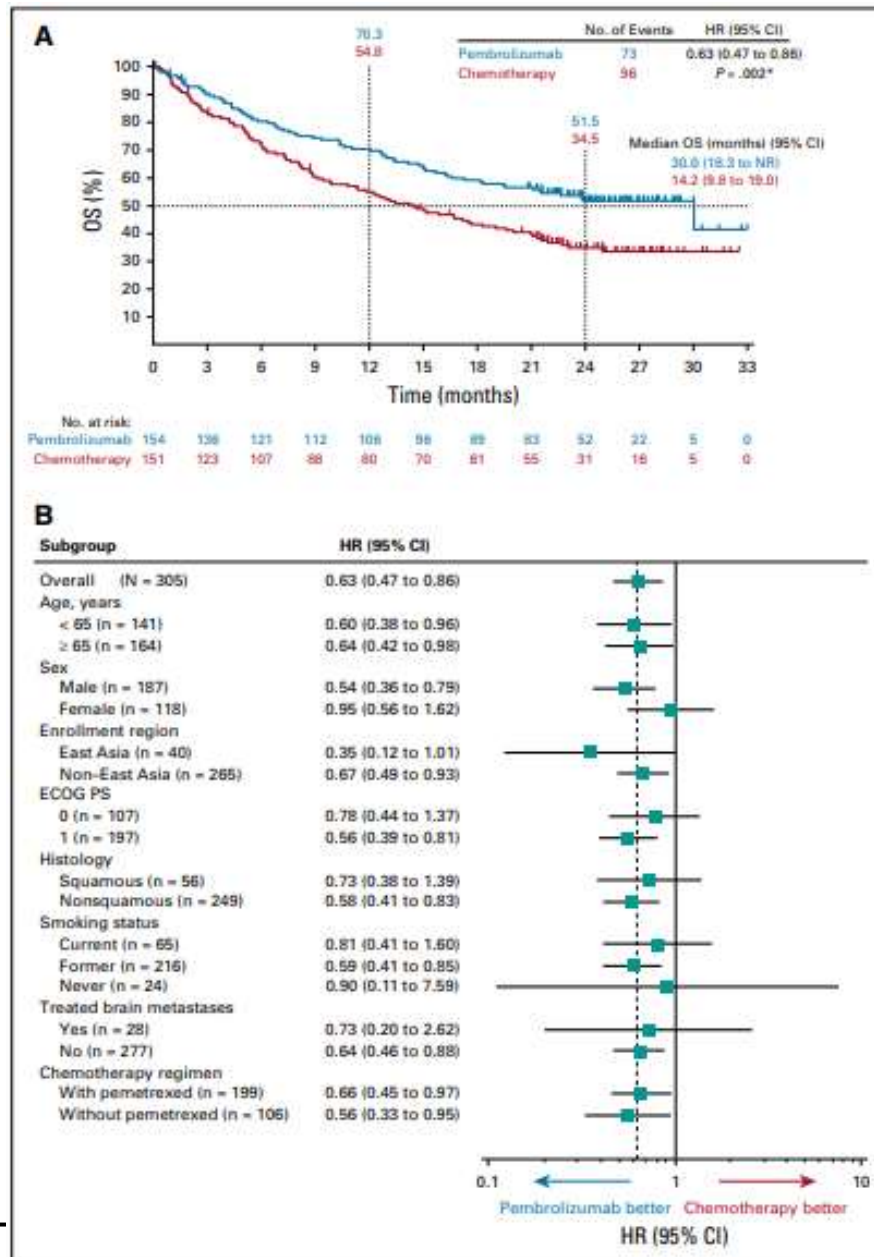 A
70.3
54.8
No. of Events HR (95% CI)
Pembrolizumab 73 0.63 (0.47 to 0.86)
Chemotherapy 96 P = .002*
51.5
34.5
Median OS (months) (95% CI)
30.0 (18.3 to NR)
14.2 (9.8 to 19.0)
100
90
80
70
60
50
40
30
20
10
OS (%)
0 3 6 9 12 15 18 21 24 27 30 33
Time (months)
No. at risk:
Pembrolizumab 154 136 121 112 106 96 89 83 52 22 5 0
Chemotherapy 151 123 107 88 80 70 61 55 31 16 5 0
B
Subgroup HR (95% CI)
Overall (N = 305) 0.63 (0.47 to 0.86)
Age, years
< 65 (n = 141) 0.60 (0.38 to 0.96)
≥ 65 (n = 164) 0.64 (0.42 to 0.98)
Sex
Male (n = 187) 0.54 (0.36 to 0.79)
Female (n = 118) 0.95 (0.56 to 1.62)
Enrollment region
East Asia (n = 40) 0.35 (0.12 to 1.01)
Non–East Asia (n = 265) 0.67 (0.49 to 0.93)
ECOG PS
0 (n = 107) 0.78 (0.44 to 1.37)
1 (n = 197) 0.56 (0.39 to 0.81)
Histology
Squamous (n = 56) 0.73 (0.38 to 1.39)
Nonsquamous (n = 249) 0.58 (0.41 to 0.83)
Smoking status
Current (n = 65) 0.81 (0.41 to 1.60)
Former (n = 216) 0.59 (0.41 to 0.85)
Never (n = 24) 0.90 (0.11 to 7.59)
Treated brain metastases
Yes (n = 28) 0.73 (0.20 to 2.62)
No (n = 277) 0.64 (0.46 to 0.88)
Chemotherapy regimen
With pemetrexed (n = 199) 0.66 (0.45 to 0.97)
Without pemetrexed (n = 106) 0.56 (0.33 to 0.95)
0.1 1 10
Pembrolizumab better Chemotherapy better
HR (95% CI)